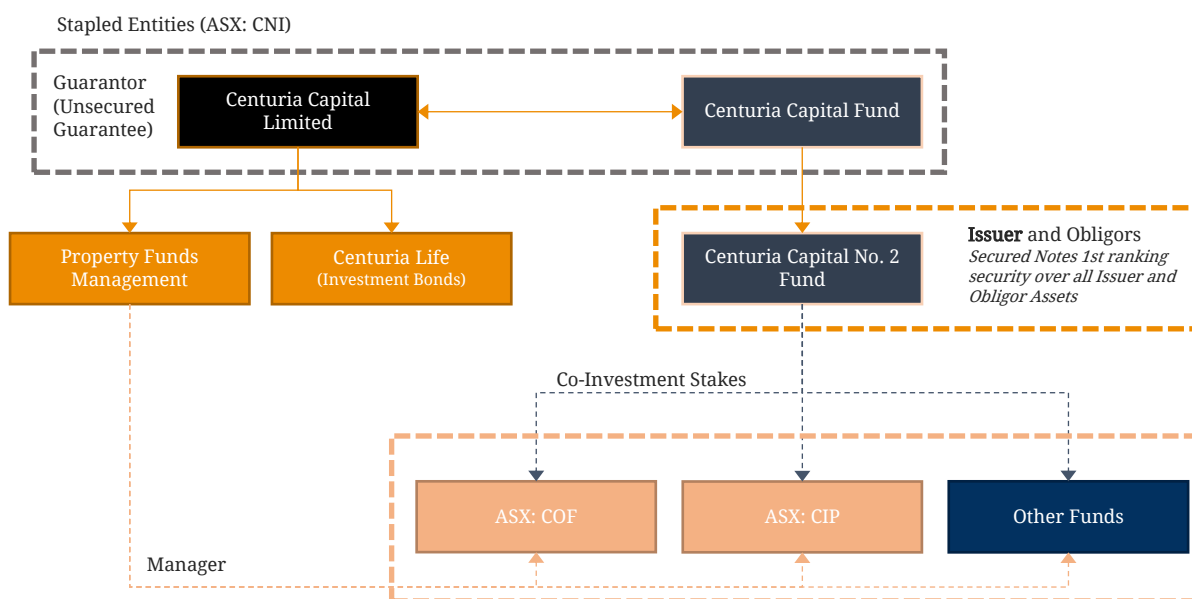 Stapled Entities (ASX: CNI)
Guarantor
(Unsecured
Guarantee)
Centuria Capital
Limited
Centuria Capital Fund
Property Funds
Management
Centuria Life
(Investment Bonds)
Centuria Capital No. 2
Fund
Issuer and Obligors
Secured Notes 1st ranking
security over all Issuer and
Obligor Assets
Co-Investment Stakes
ASX: COF
ASX: CIP
Other Funds
Manager